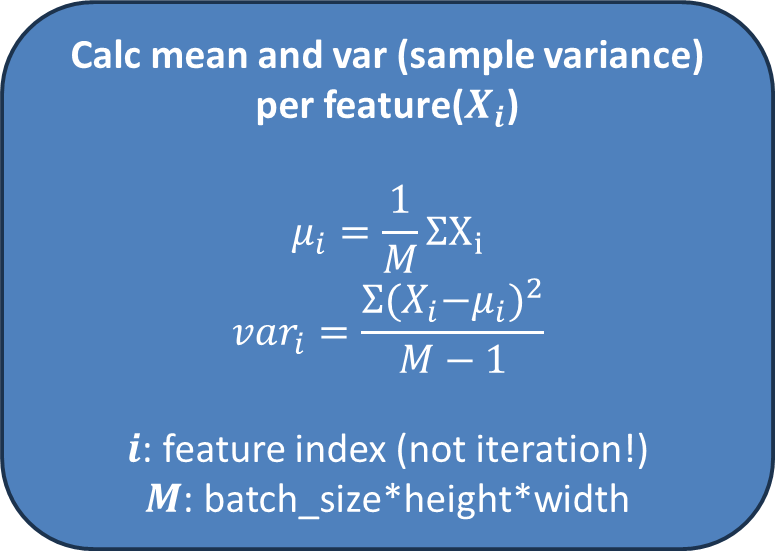 Calc mean and var (sample variance)
per feature(𝑿ᵢ)
𝜇ᵢ = 1/𝑀 ΣXᵢ
𝑣𝑎𝑟ᵢ = Σ(𝑋ᵢ−𝜇ᵢ)²/(𝑀 − 1)
𝒊: feature index (not iteration!)
𝑴: batch_size*height*width